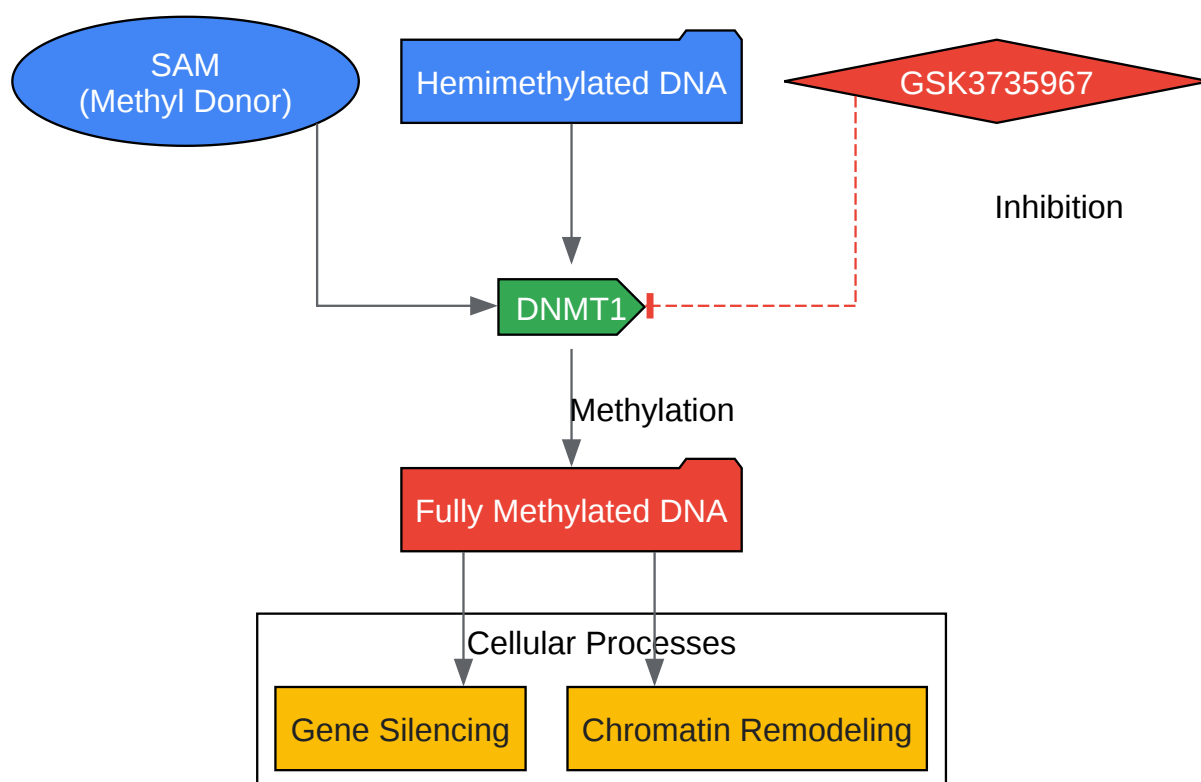 SAM
(Methyl Donor)
Hemimethylated DNA
GSK3735967
Inhibition
DNMT1
Methylation
Fully Methylated DNA
Cellular Processes
Gene Silencing
Chromatin Remodeling